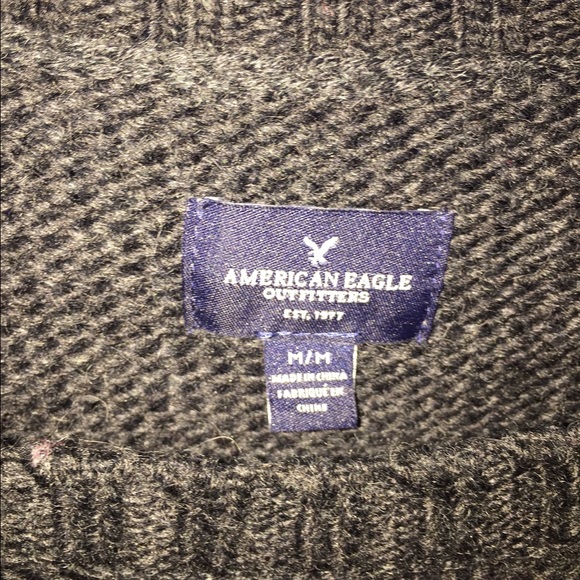 AMERICAN EAGLE
OUTFITTERS
EST. 1977
M/M
MADE IN CHINA
FABRIQUÉ EN
CHINE